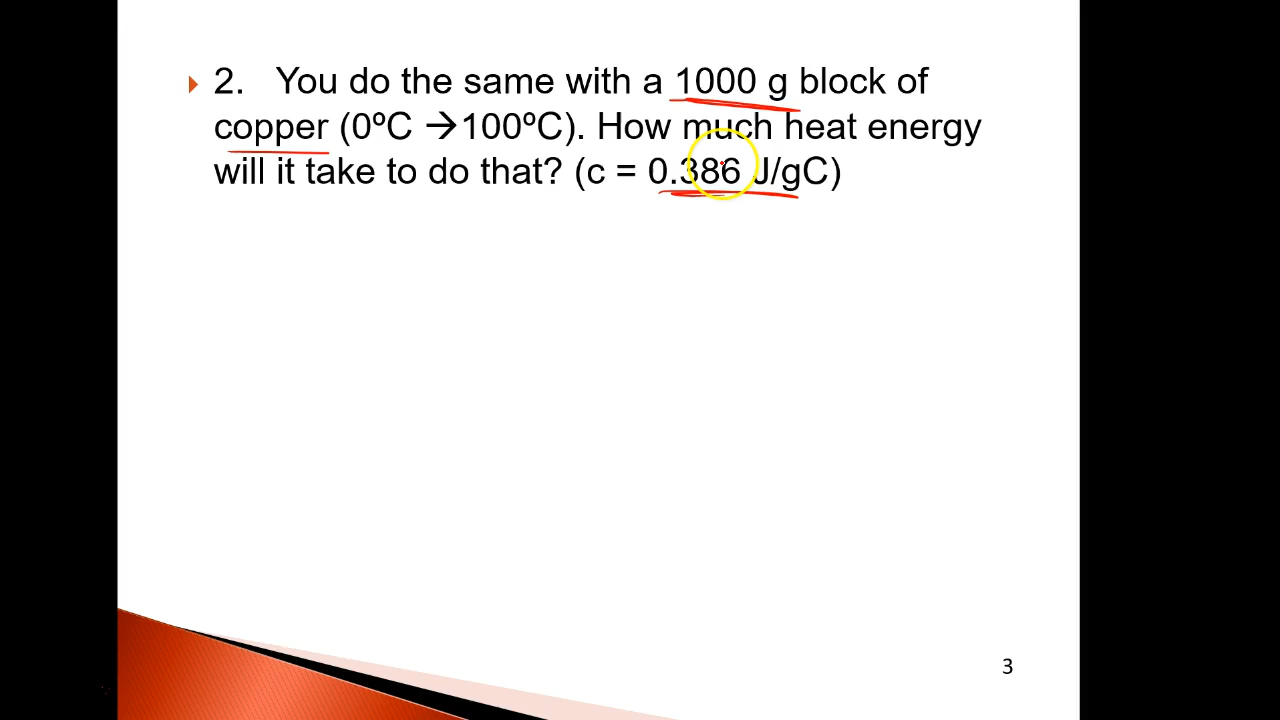 2. You do the same with a 1000 g block of
copper (0ºC →100ºC). How much heat energy
will it take to do that? (c = 0.386 J/gC)
3